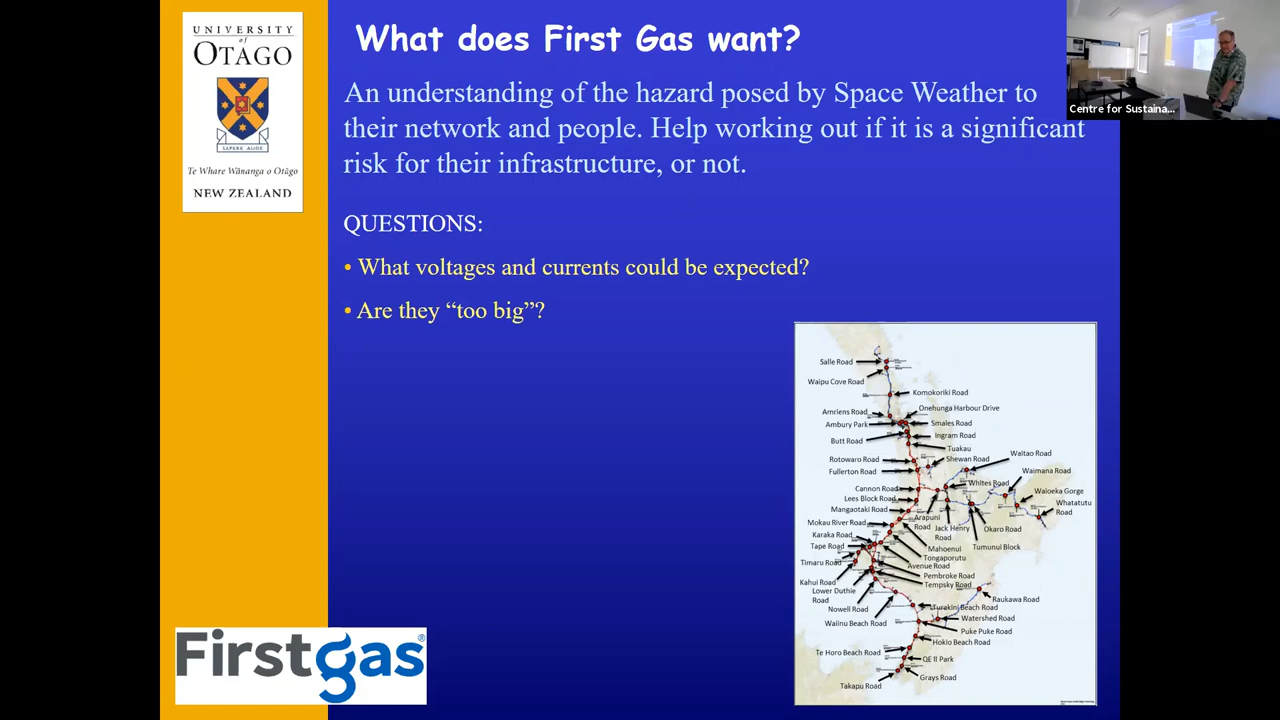 UNIVERSITY
of
OTAGO
SAPERE AUDE
Te Whare Wānanga o Otāgo
NEW ZEALAND
What does First Gas want?
An understanding of the hazard posed by Space Weather to
their network and people. Help working out if it is a significant
risk for their infrastructure, or not.
QUESTIONS:
• What voltages and currents could be expected?
• Are they “too big”?
Centre for Sustaina...
Salle Road
Waipu Cove Road
Komokoriki Road
Onehunga Harbour Drive
Amriens Road
Ambury Park
Smales Road
Butt Road
Ingram Road
Tuakau
Rotowaro Road
Shewan Road
Waitao Road
Fullerton Road
Waimana Road
Cannon Road
Whites Road
Waioeka Gorge
Lees Block Road
Whatatutu
Road
Mangaotaki Road
Arapuni
Road
Jack Henry
Road
Okaro Road
Mokau River Road
Karaka Road
Tape Road
Mahoenui
Tumunui Block
Tongaporutu
Timaru Road
Avenue Road
Pembroke Road
Kahui Road
Tempsky Road
Lower Duthie
Road
Raukawa Road
Nowell Road
Turakini Beach Road
Watershed Road
Wailnu Beach Road
Puke Puke Road
Hokio Beach Road
Te Horo Beach Road
QE II Park
Grays Road
Takapu Road
Firstgas®